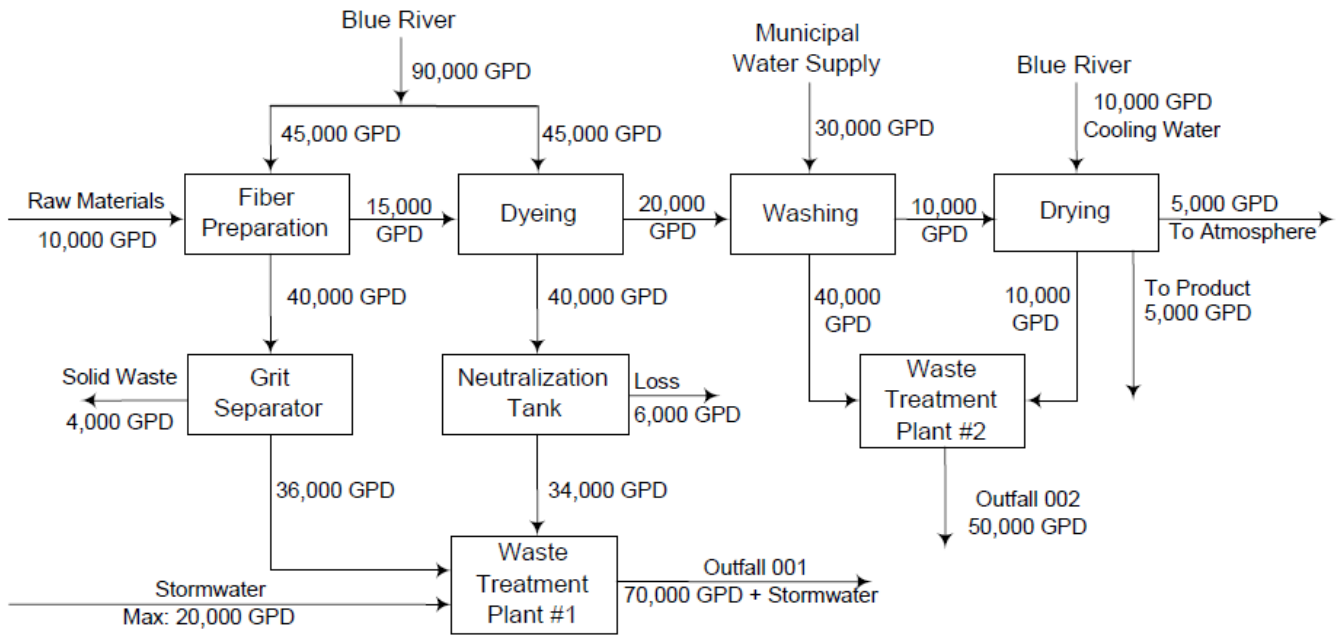 Blue River
90,000 GPD
45,000 GPD
45,000 GPD
Municipal
Water Supply
30,000 GPD
Blue River
10,000 GPD
Cooling Water
Raw Materials
10,000 GPD
Fiber
Preparation
15,000
GPD
Dyeing
20,000
GPD
Washing
10,000
GPD
Drying
5,000 GPD
To Atmosphere
40,000 GPD
40,000 GPD
40,000
GPD
10,000
GPD
To Product
5,000 GPD
Solid Waste
4,000 GPD
Grit
Separator
Neutralization
Tank
Loss
6,000 GPD
Waste
Treatment
Plant #2
36,000 GPD
34,000 GPD
Outfall 002
50,000 GPD
Stormwater
Max: 20,000 GPD
Waste
Treatment
Plant #1
Outfall 001
70,000 GPD + Stormwater